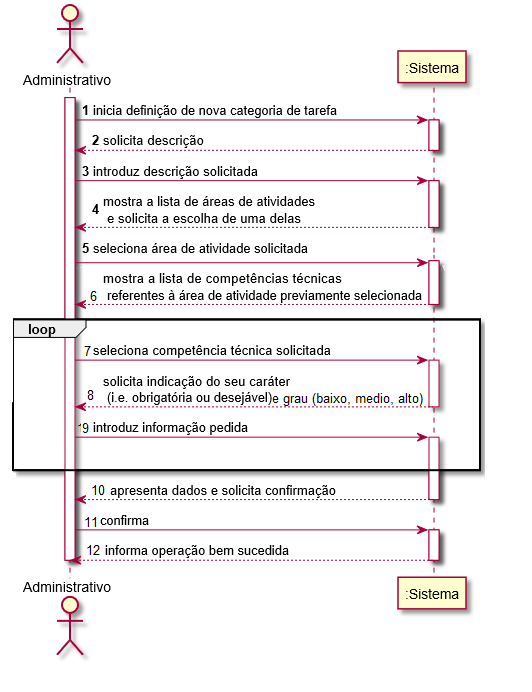 Administrativo
:Sistema
1 inicia definição de nova categoria de tarefa
2 solicita descrição
3 introduz descrição solicitada
mostra a lista de áreas de atividades
4 e solicita a escolha de uma delas
5 seleciona área de atividade solicitada
mostra a lista de competências técnicas
6 referentes à área de atividade previamente selecionada
loop
7 seleciona competência técnica solicitada
solicita indicação do seu caráter
8 (i.e. obrigatória ou desejável)e grau (baixo, medio, alto)
19 introduz informação pedida
10 apresenta dados e solicita confirmação
11 confirma
12 informa operação bem sucedida
Administrativo
:Sistema